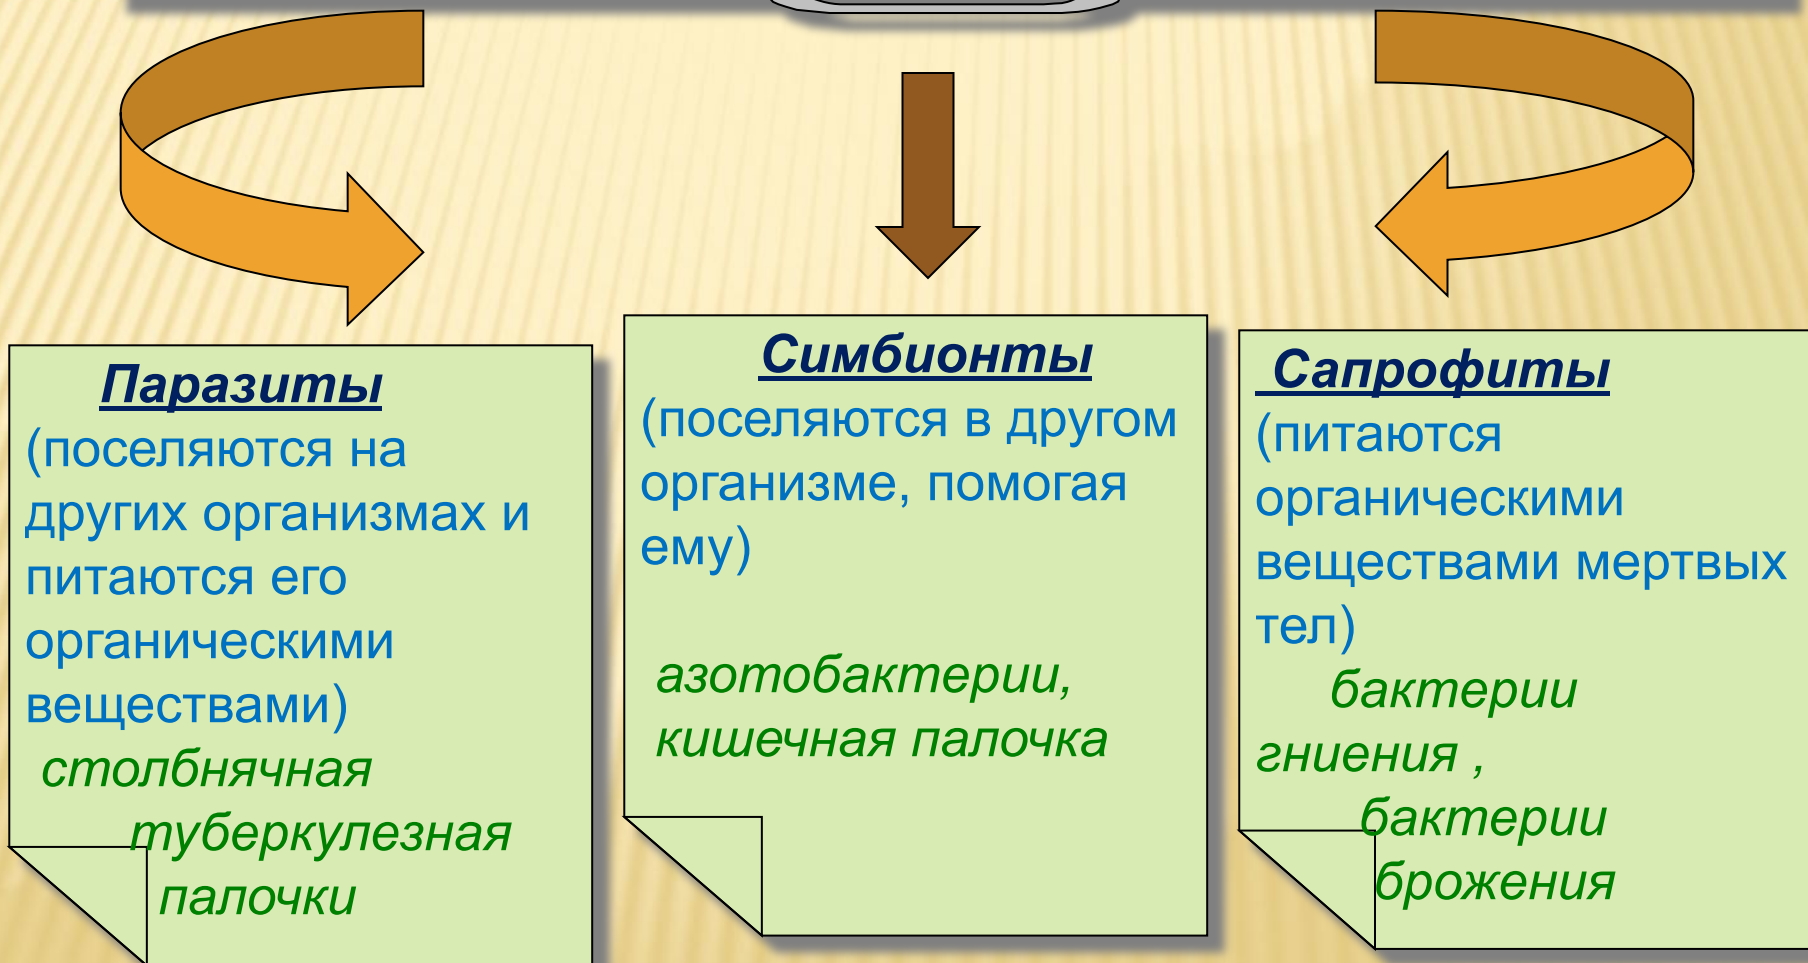 Паразиты
(поселяются на
других организмах и
питаются его
органическими
веществами)
столбнячная
туберкулезная
палочки
Симбионты
(поселяются в другом
организме, помогая
ему)
азотобактерии,
кишечная палочка
Сапрофиты
(питаются
органическими
веществами мертвых
тел)
бактерии
гниения ,
бактерии
брожения